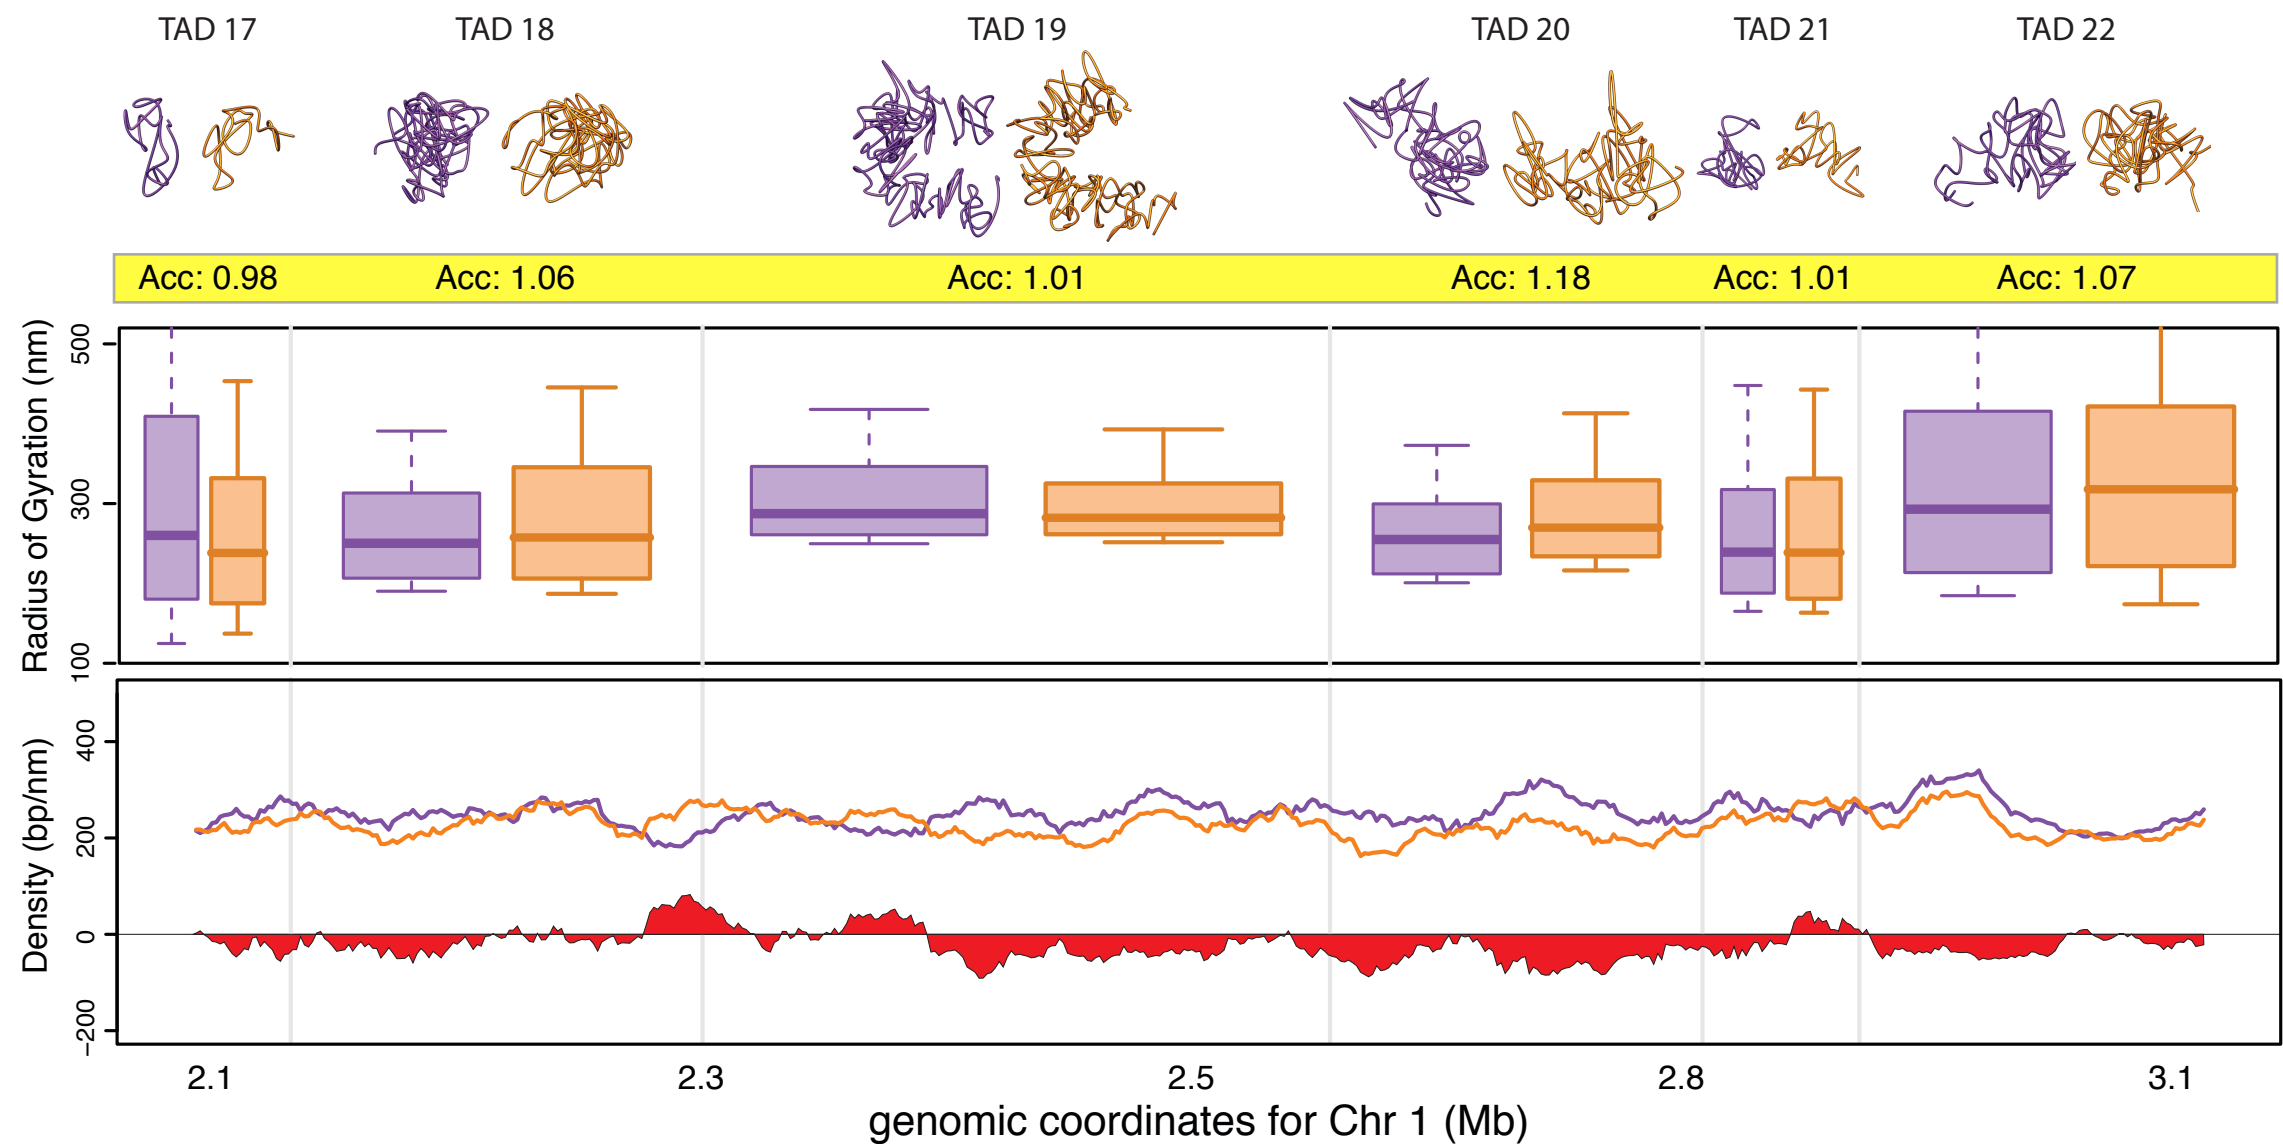 TAD 17 TAD 18 TAD 19 TAD 20 TAD 21 TAD 22
Acc: 0.98 Acc: 1.06 Acc: 1.01 Acc: 1.18 Acc: 1.01 Acc: 1.07
Radius of Gyration (nm)
500
300
100
Density (bp/nm)
400
200
0
−200
2.1 2.3 2.5 2.8 3.1
genomic coordinates for Chr 1 (Mb)